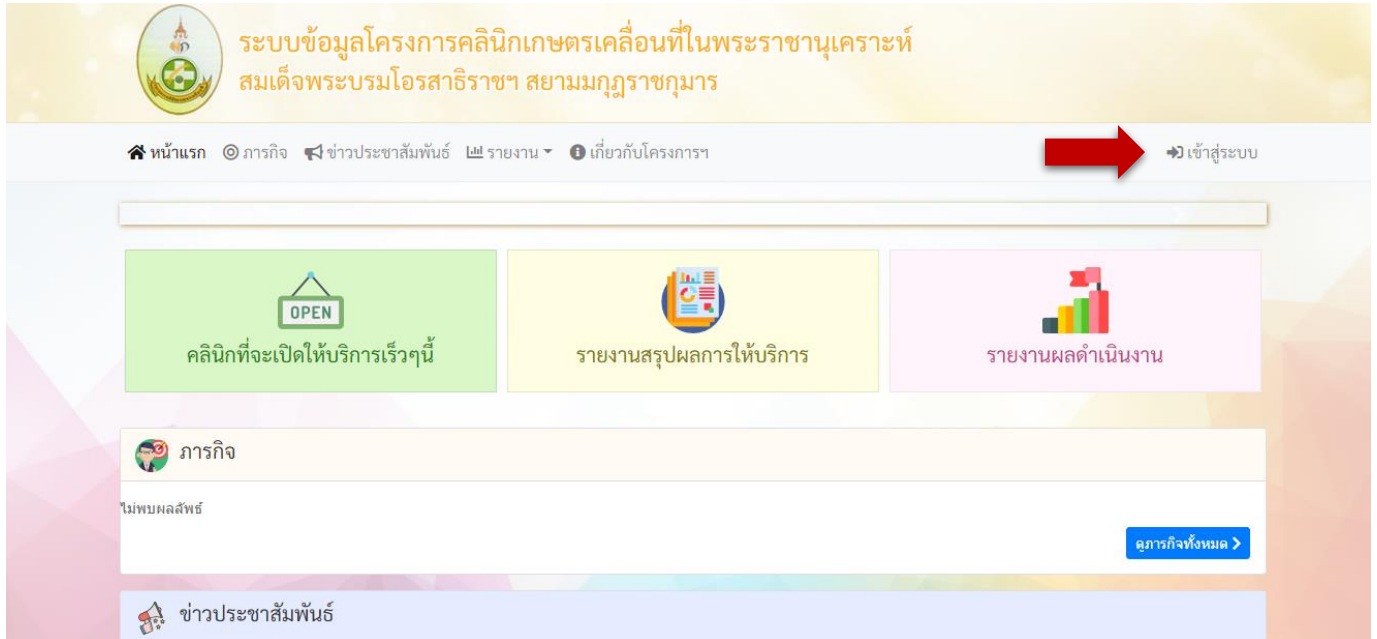 ระบบข้อมูลโครงการคลินิกเกษตรเคลื่อนที่ในพระราชานุเคราะห์
สมเด็จพระบรมโอรสาธิราชฯ สยามมกุฎราชกุมาร
หน้าแรก ภารกิจ ข่าวประชาสัมพันธ์ รายงาน เกี่ยวกับโครงการฯ เข้าสู่ระบบ
OPEN
คลินิกที่จะเปิดให้บริการเร็วๆนี้ รายงานสรุปผลการให้บริการ รายงานผลดำเนินงาน
ภารกิจ
ไม่พบผลลัพธ์
ดูภารกิจทั้งหมด
ข่าวประชาสัมพันธ์